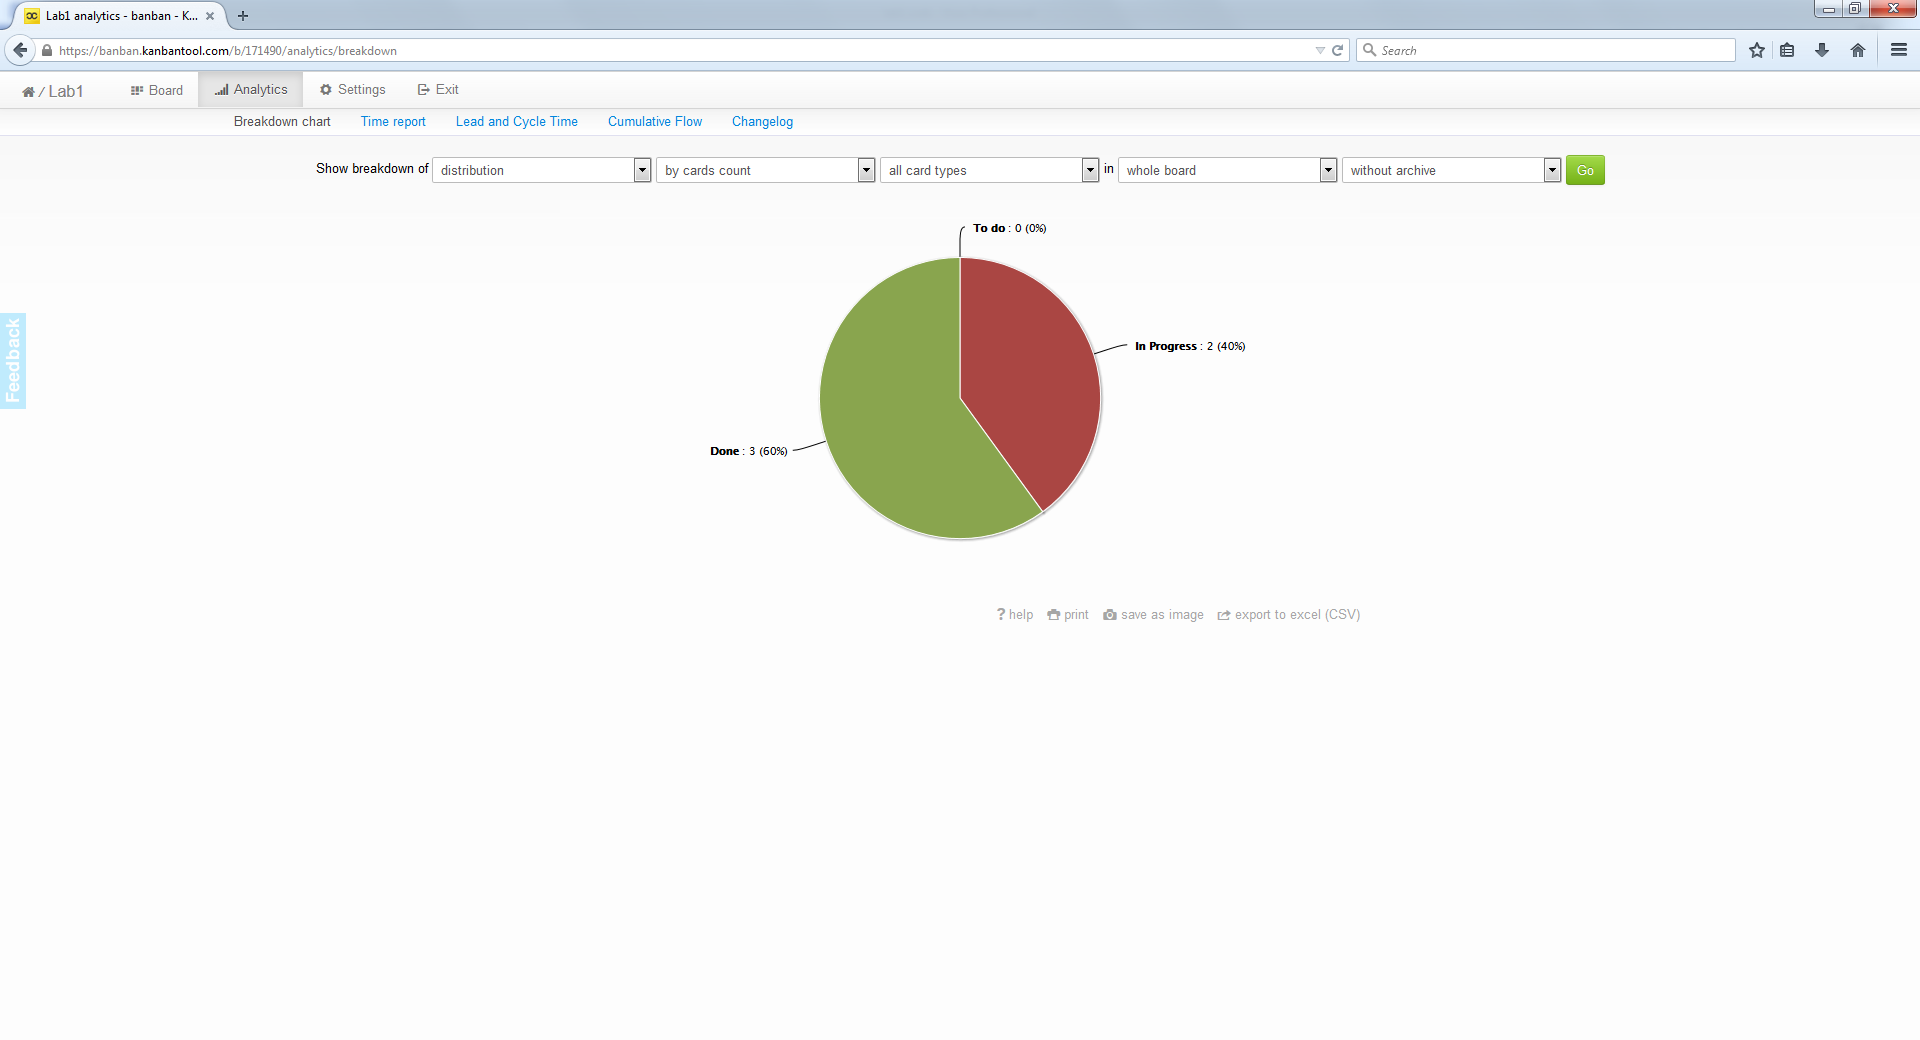 Lab1 analytics - banban - K...
https://banban.kanbantool.com/b/171490/analytics/breakdown
Search
/ Lab1
Board
Analytics
Settings
Exit
Breakdown chart
Time report
Lead and Cycle Time
Cumulative Flow
Changelog
Show breakdown of distribution by cards count all card types in whole board without archive Go
To do : 0 (0%)
In Progress : 2 (40%)
Feedback
Done : 3 (60%)
? help
print
save as image
export to excel (CSV)